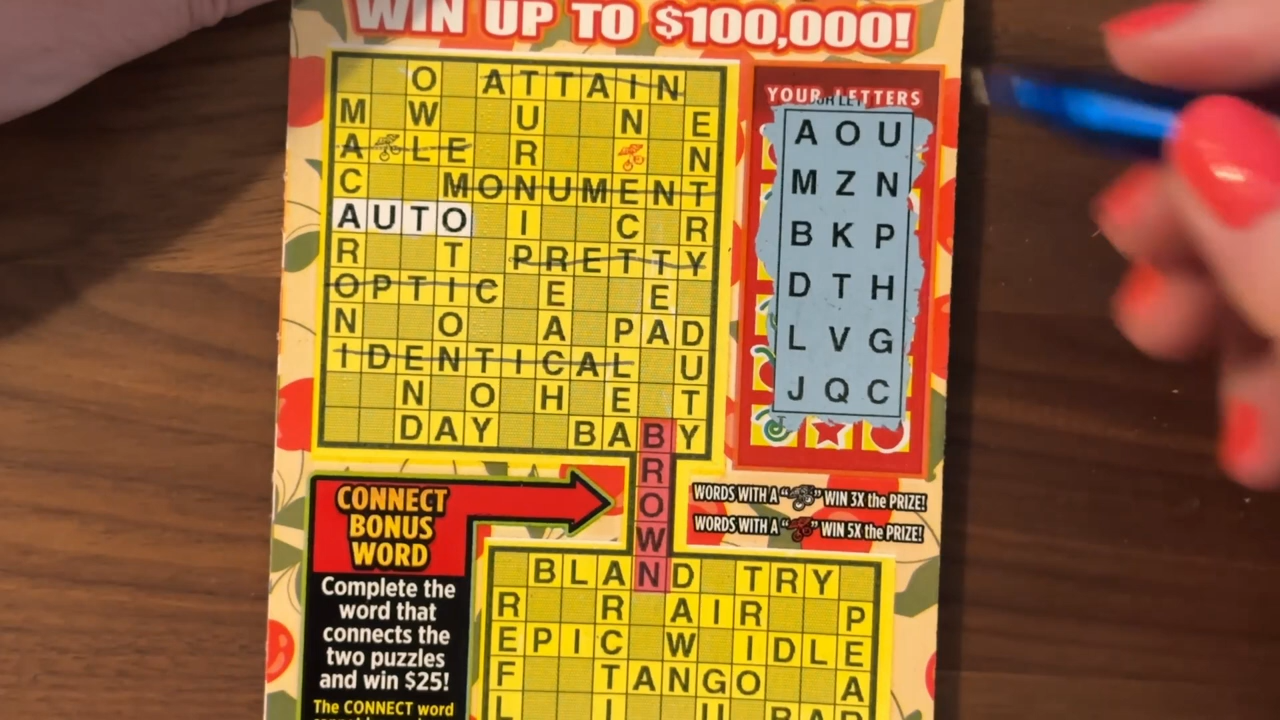 WIN UP TO $100,000!
O ATTAIN
M W U N E
A LE R N
C MONUMENT
AUTO I C R
R T PRETTY
OPTIC E E
N O A PAD
IDENTICAL U
N O H E T
DAY BABY
R
O
W
YOUR LETTERS
A O U
M Z N
B K P
D T H
L V G
J Q C
WORDS WITH A “ ” WIN 3X the PRIZE!
WORDS WITH A “ ” WIN 5X the PRIZE!
CONNECT
BONUS
WORD
Complete the
word that
connects the
two puzzles
and win $25!
The CONNECT word
BLAND TRY
R R AIR P
EPIC W IDLE
F TANGO A
L I U BAD